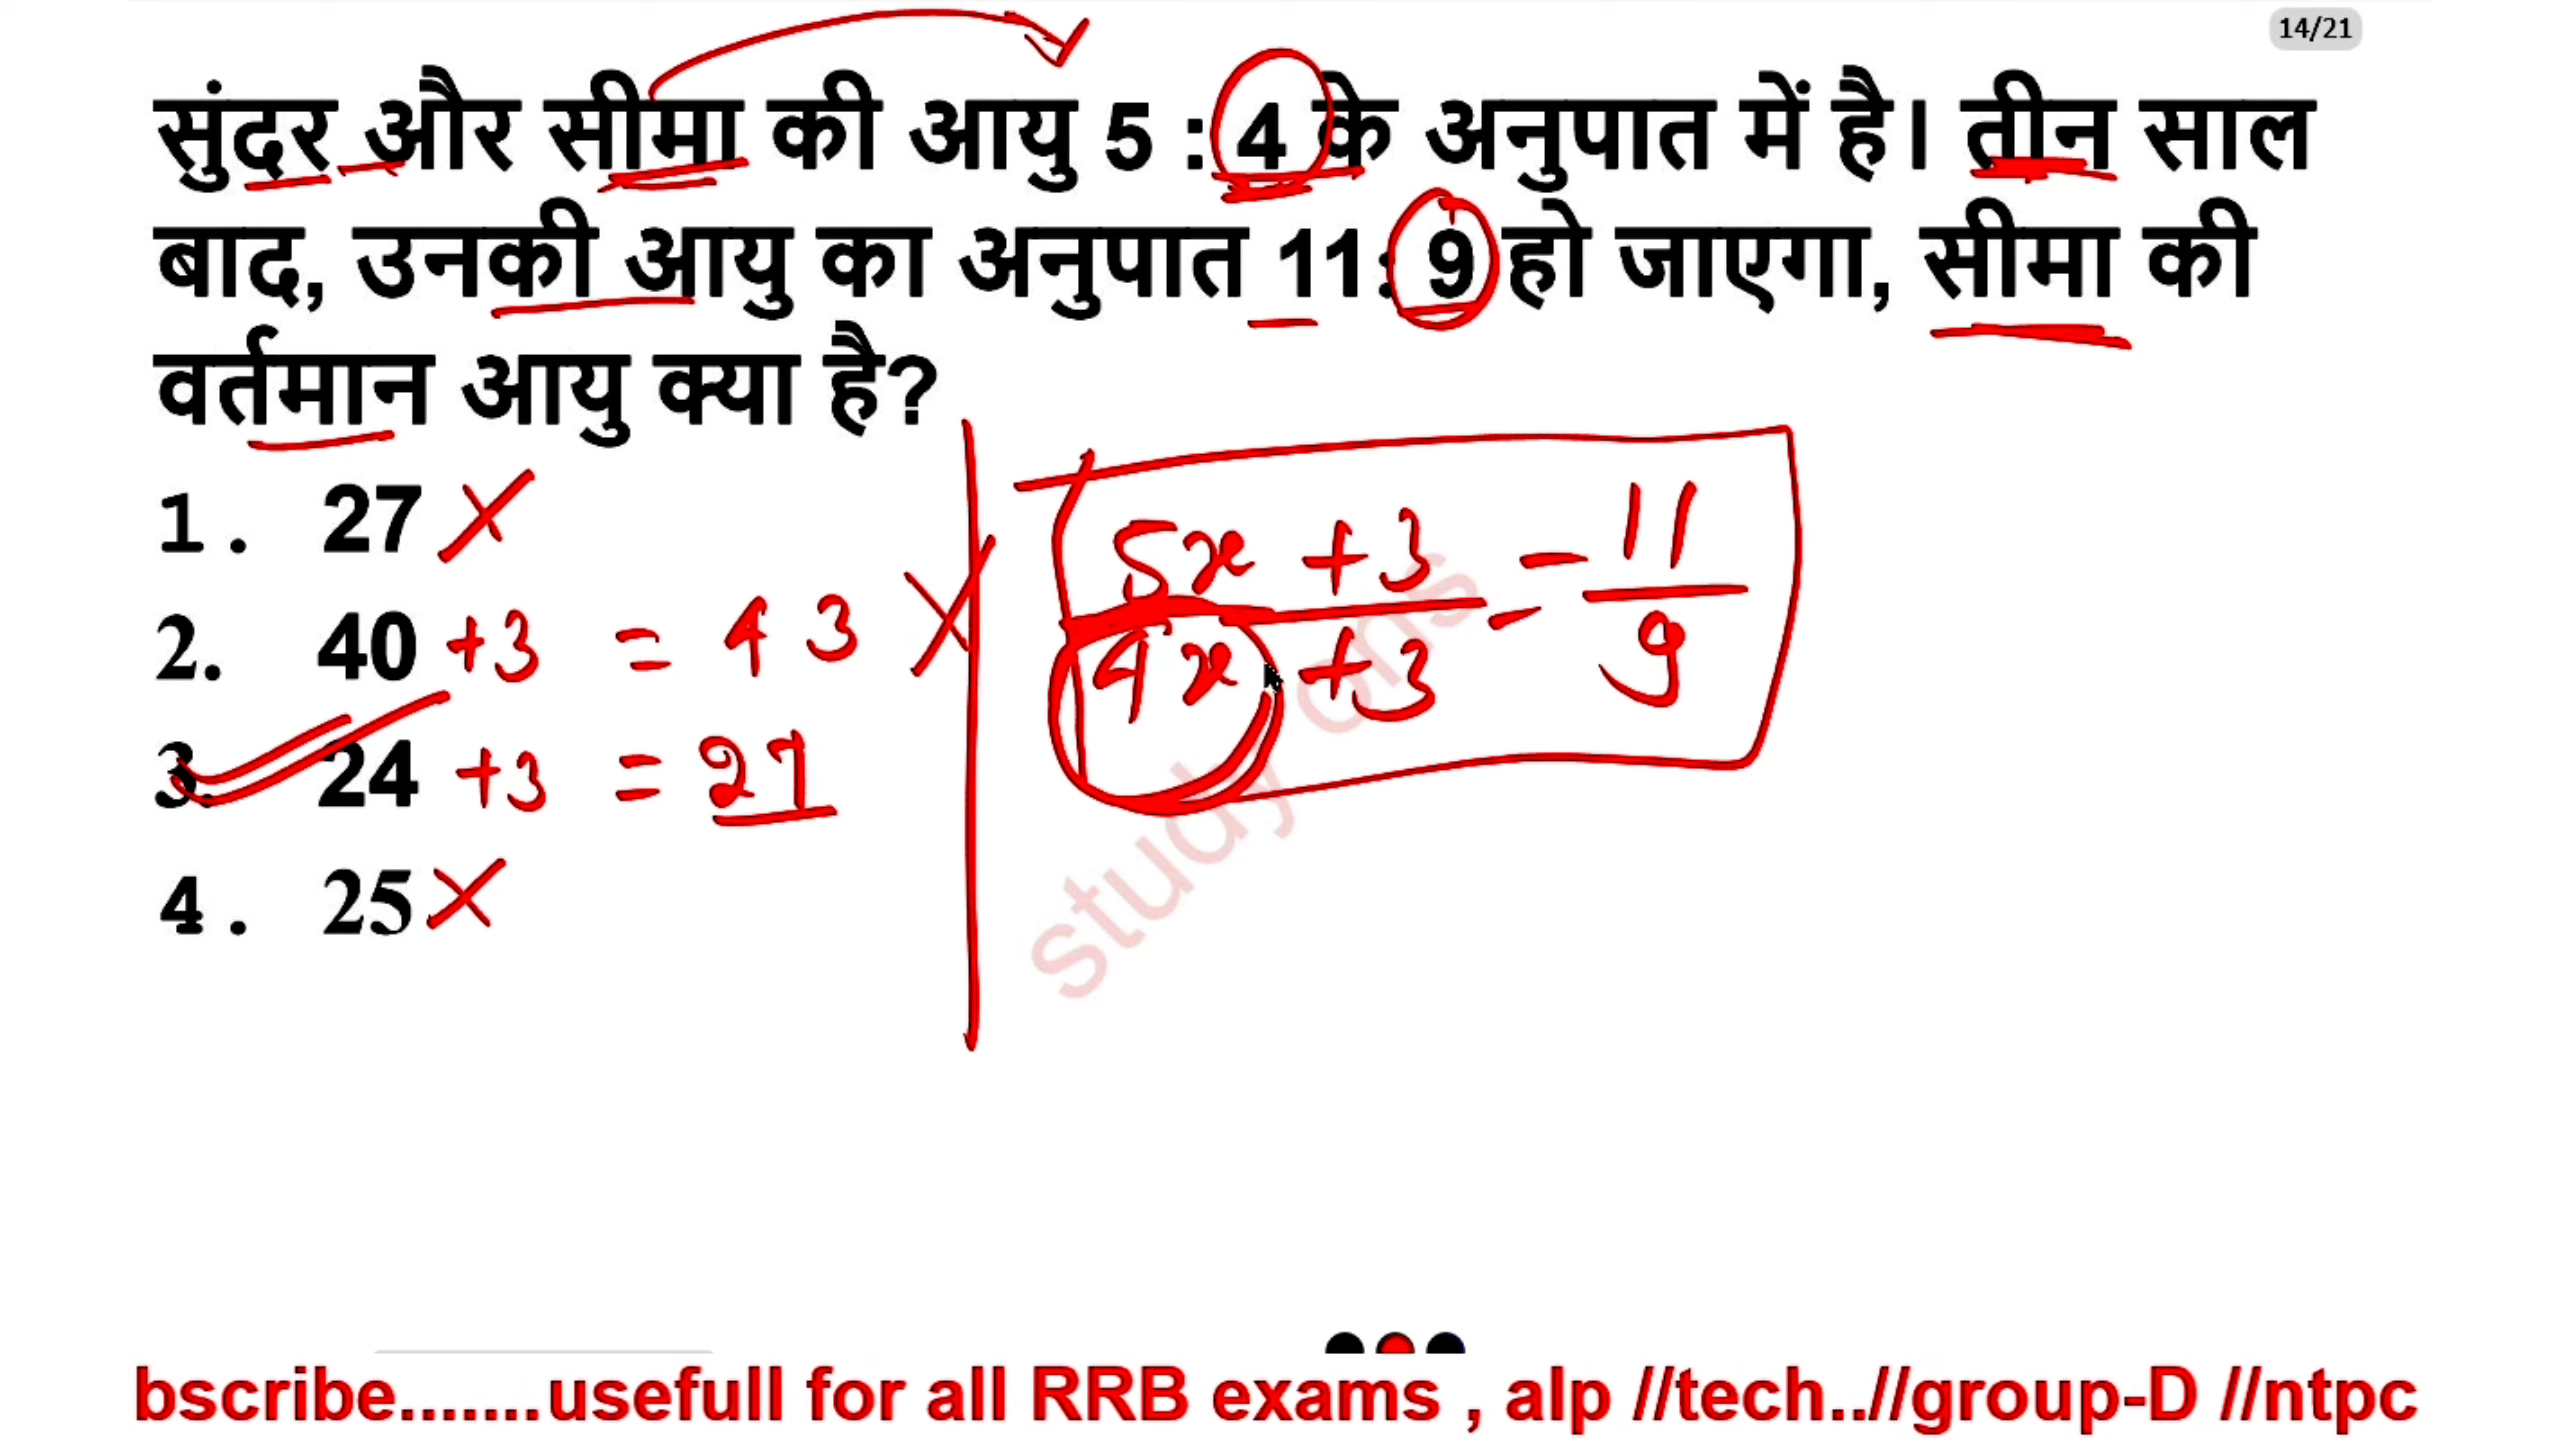 14/21
सुंदर और सीमा की आयु 5 : 4 के अनुपात में है। तीन साल
बाद, उनकी आयु का अनुपात 11: 9 हो जाएगा, सीमा की
वर्तमान आयु क्या है?
1. 27 ×
2. 40 +3 = 43 ×
3. 24 +3 = 27
4. 25 ×
5x +3 = 11
4x +3 9
study ons
bscribe.......usefull for all RRB exams , alp //tech..//group-D //ntpc